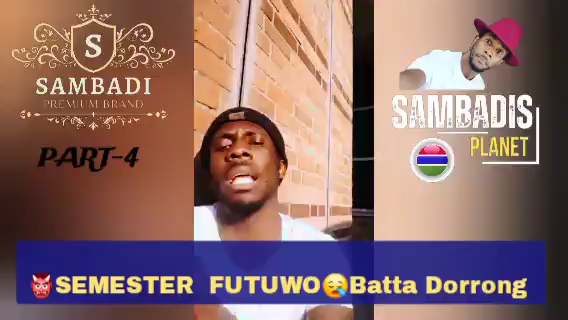 S
SAMBADI
PREMIUM BRAND
PART-4
SAMBADIS
PLANET
👹SEMESTER FUTUWO😪Batta Dorrong